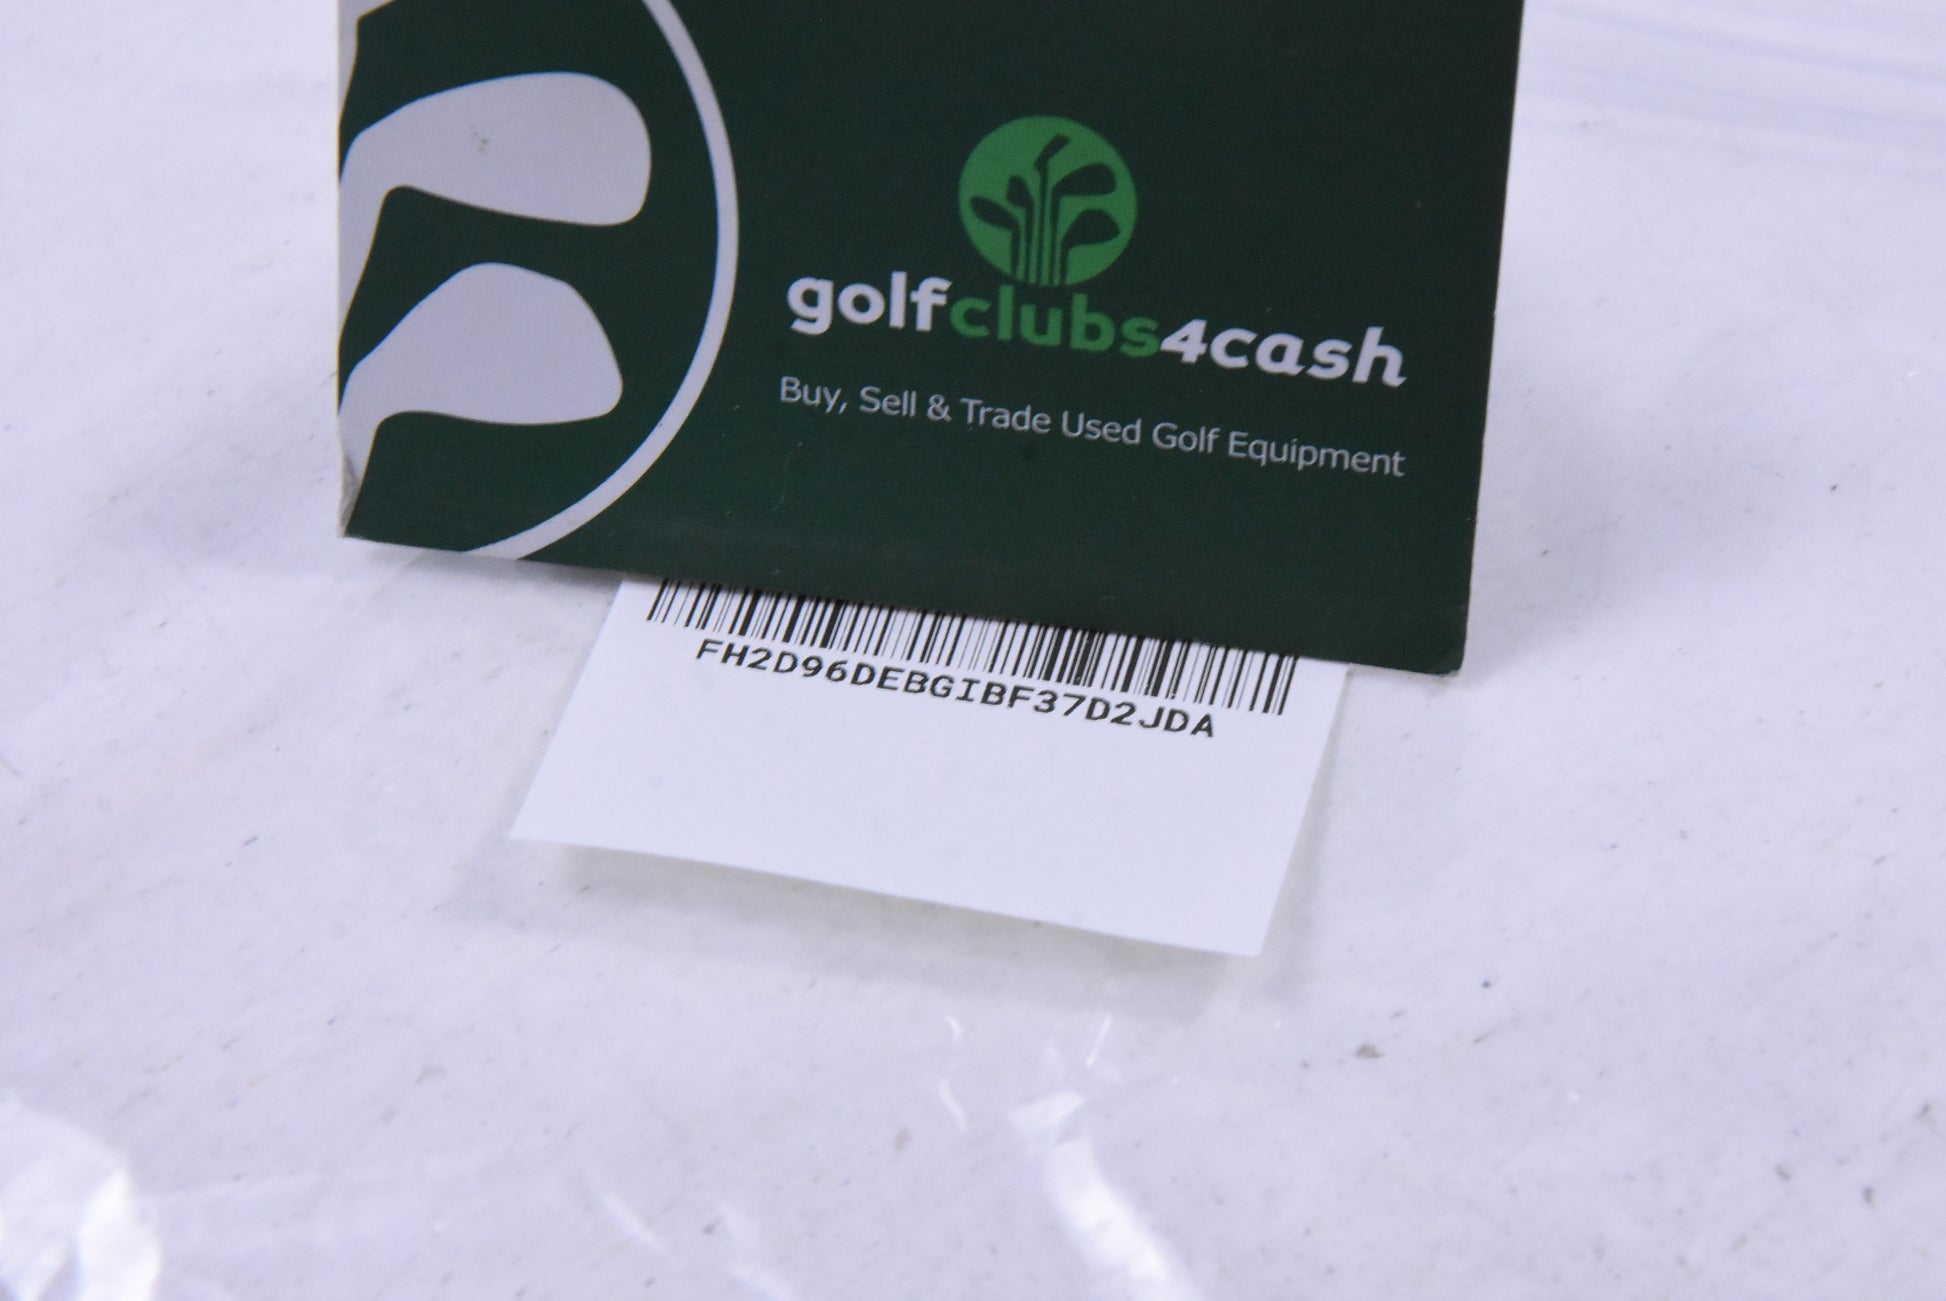 golfclubs4cash
Buy, Sell & Trade Used Golf Equipment
FH2D96DEBGIBF37D2JDA